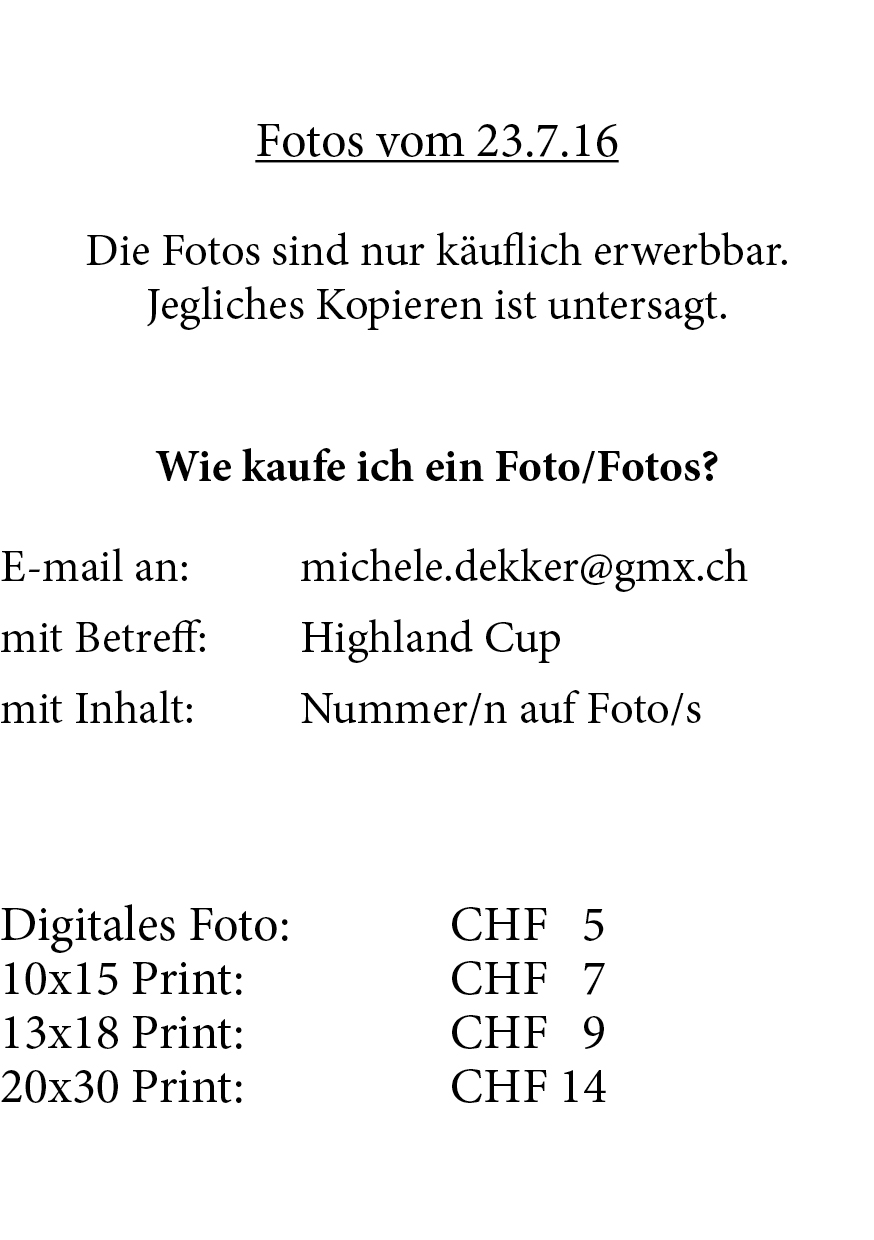 Fotos vom 23.7.16
Die Fotos sind nur käuflich erwerbbar.
Jegliches Kopieren ist untersagt.
Wie kaufe ich ein Foto/Fotos?
E-mail an: michele.dekker@gmx.ch
mit Betreff: Highland Cup
mit Inhalt: Nummer/n auf Foto/s
Digitales Foto: CHF 5
10x15 Print: CHF 7
13x18 Print: CHF 9
20x30 Print: CHF 14